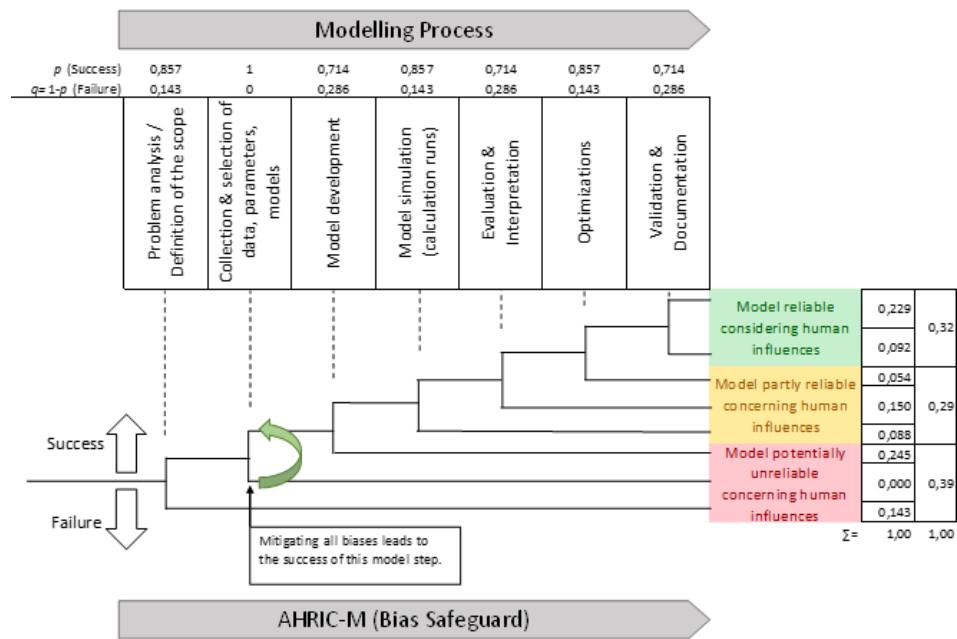 Modelling Process
p (Success) 0,857 1 0,714 0,857 0,714 0,857 0,714
q= 1-p (Failure) 0,143 0 0,286 0,143 0,286 0,143 0,286
Problem analysis /
Definition of the scope
Collection & selection of
data, parameters,
models
Model development
Model simulation
(calculation runs)
Evaluation &
Interpretation
Optimizations
Validation &
Documentation
Model reliable
considering human
influences
0,229
0,092
0,32
Model partly reliable
concerning human
influences
0,054
0,150
0,088
0,29
Model potentially
unreliable
concerning human
influences
0,245
0,000
0,143
0,39
Σ= 1,00 1,00
Success
Failure
Mitigating all biases leads to
the success of this model step.
AHRIC-M (Bias Safeguard)